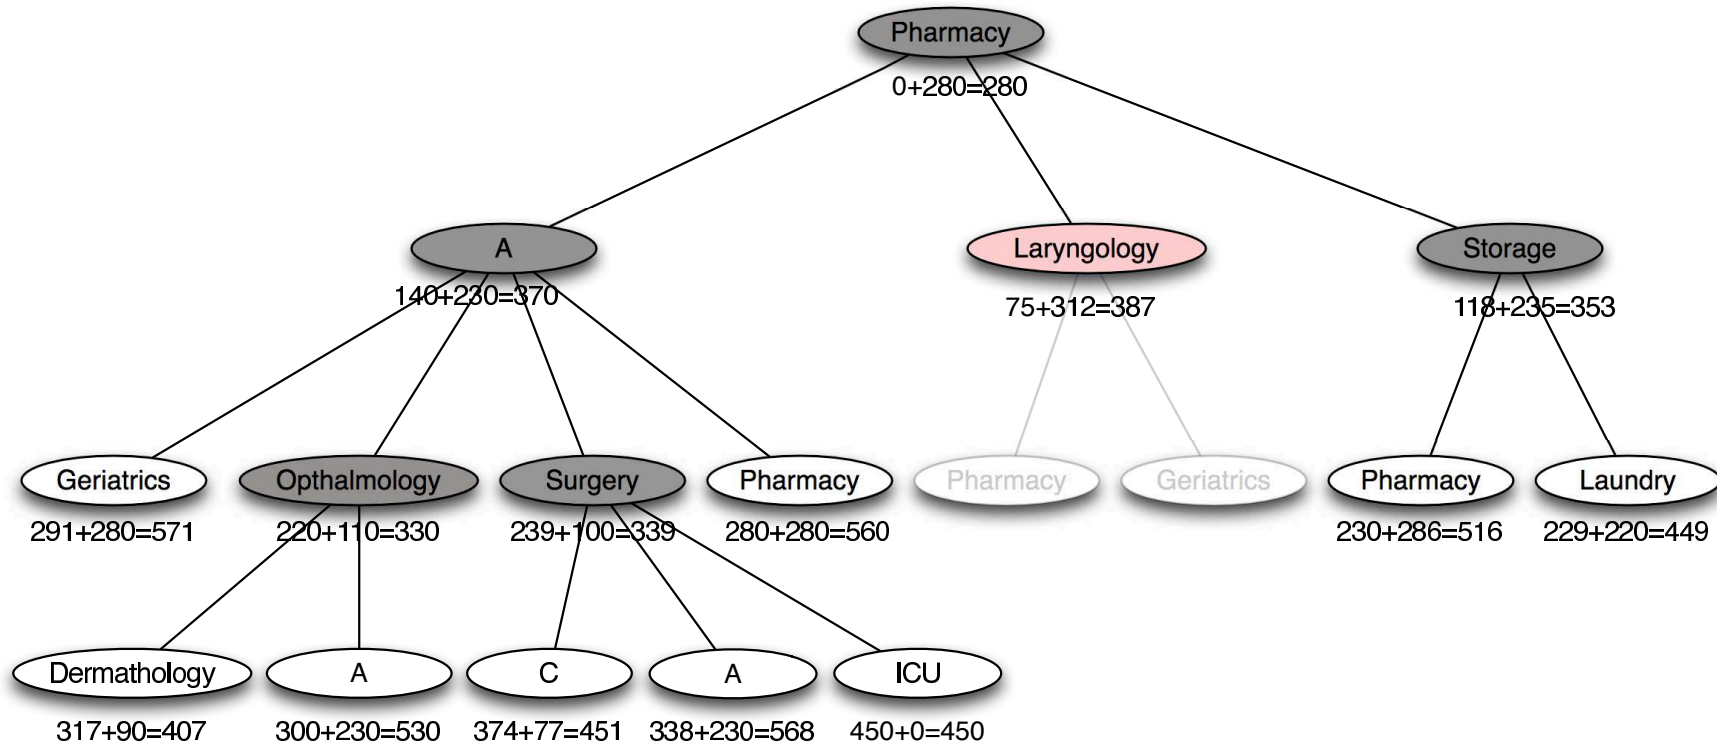 Pharmacy
0+280=280
A
Laryngology
Storage
140+230=370
75+312=387
118+235=353
Geriatrics
Opthalmology
Surgery
Pharmacy
Pharmacy
Geriatrics
Pharmacy
Laundry
291+280=571
220+110=330
239+100=339
280+280=560
230+286=516
229+220=449
Dermathology
A
C
A
ICU
317+90=407
300+230=530
374+77=451
338+230=568
450+0=450